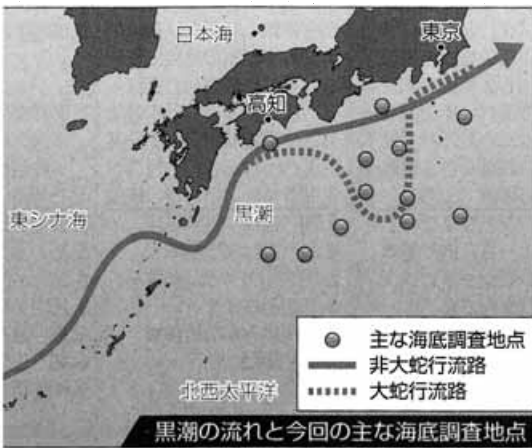 日本海
東京
高知
東シナ海
黒潮
主な海底調査地点
非大蛇行流路
大蛇行流路
北西太平洋
黒潮の流れと今回の主な海底調査地点